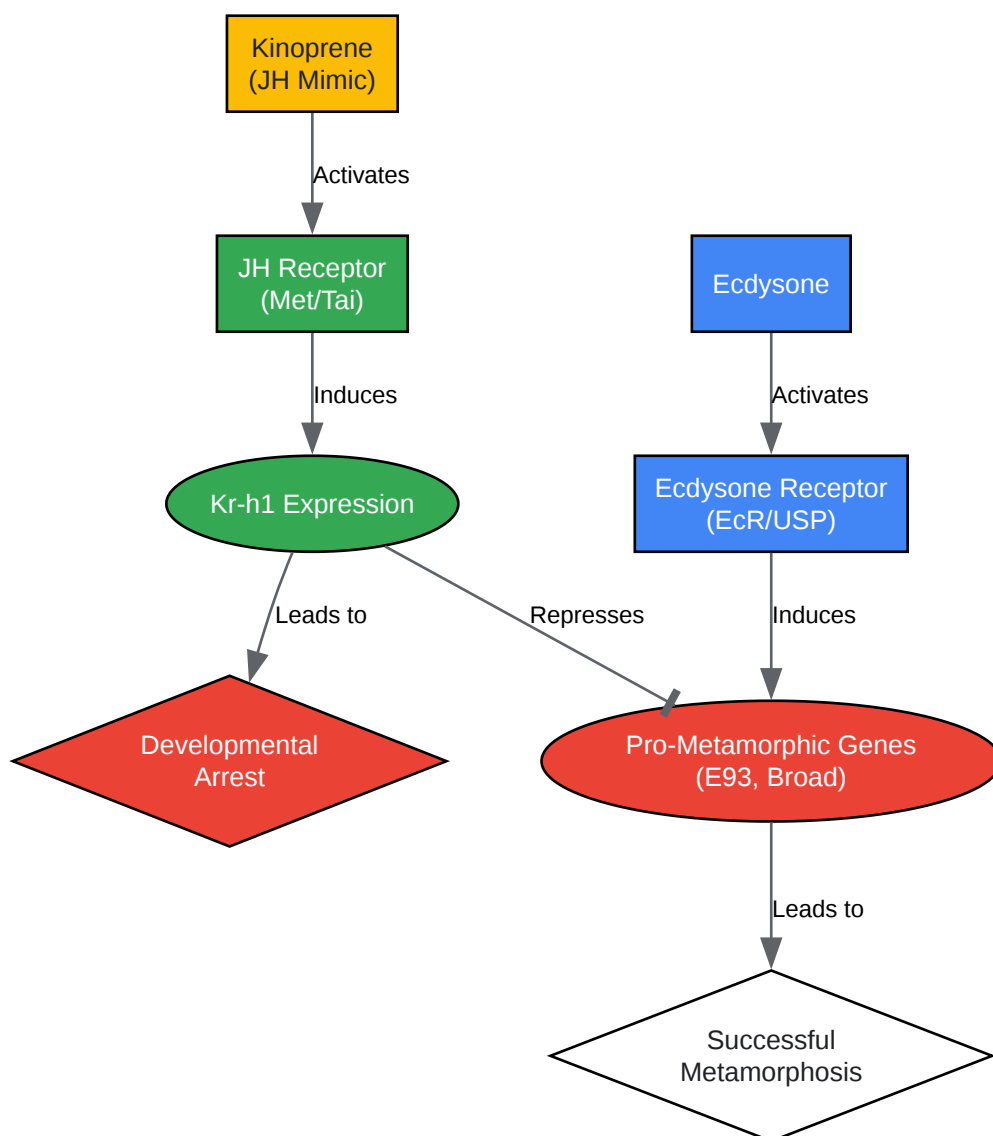 Kinoprene
(JH Mimic)
Activates
JH Receptor
(Met/Tai)
Ecdysone
Induces
Activates
Kr-h1 Expression
Ecdysone Receptor
(EcR/USP)
Leads to
Represses
Induces
Developmental
Arrest
Pro-Metamorphic Genes
(E93, Broad)
Leads to
Successful
Metamorphosis